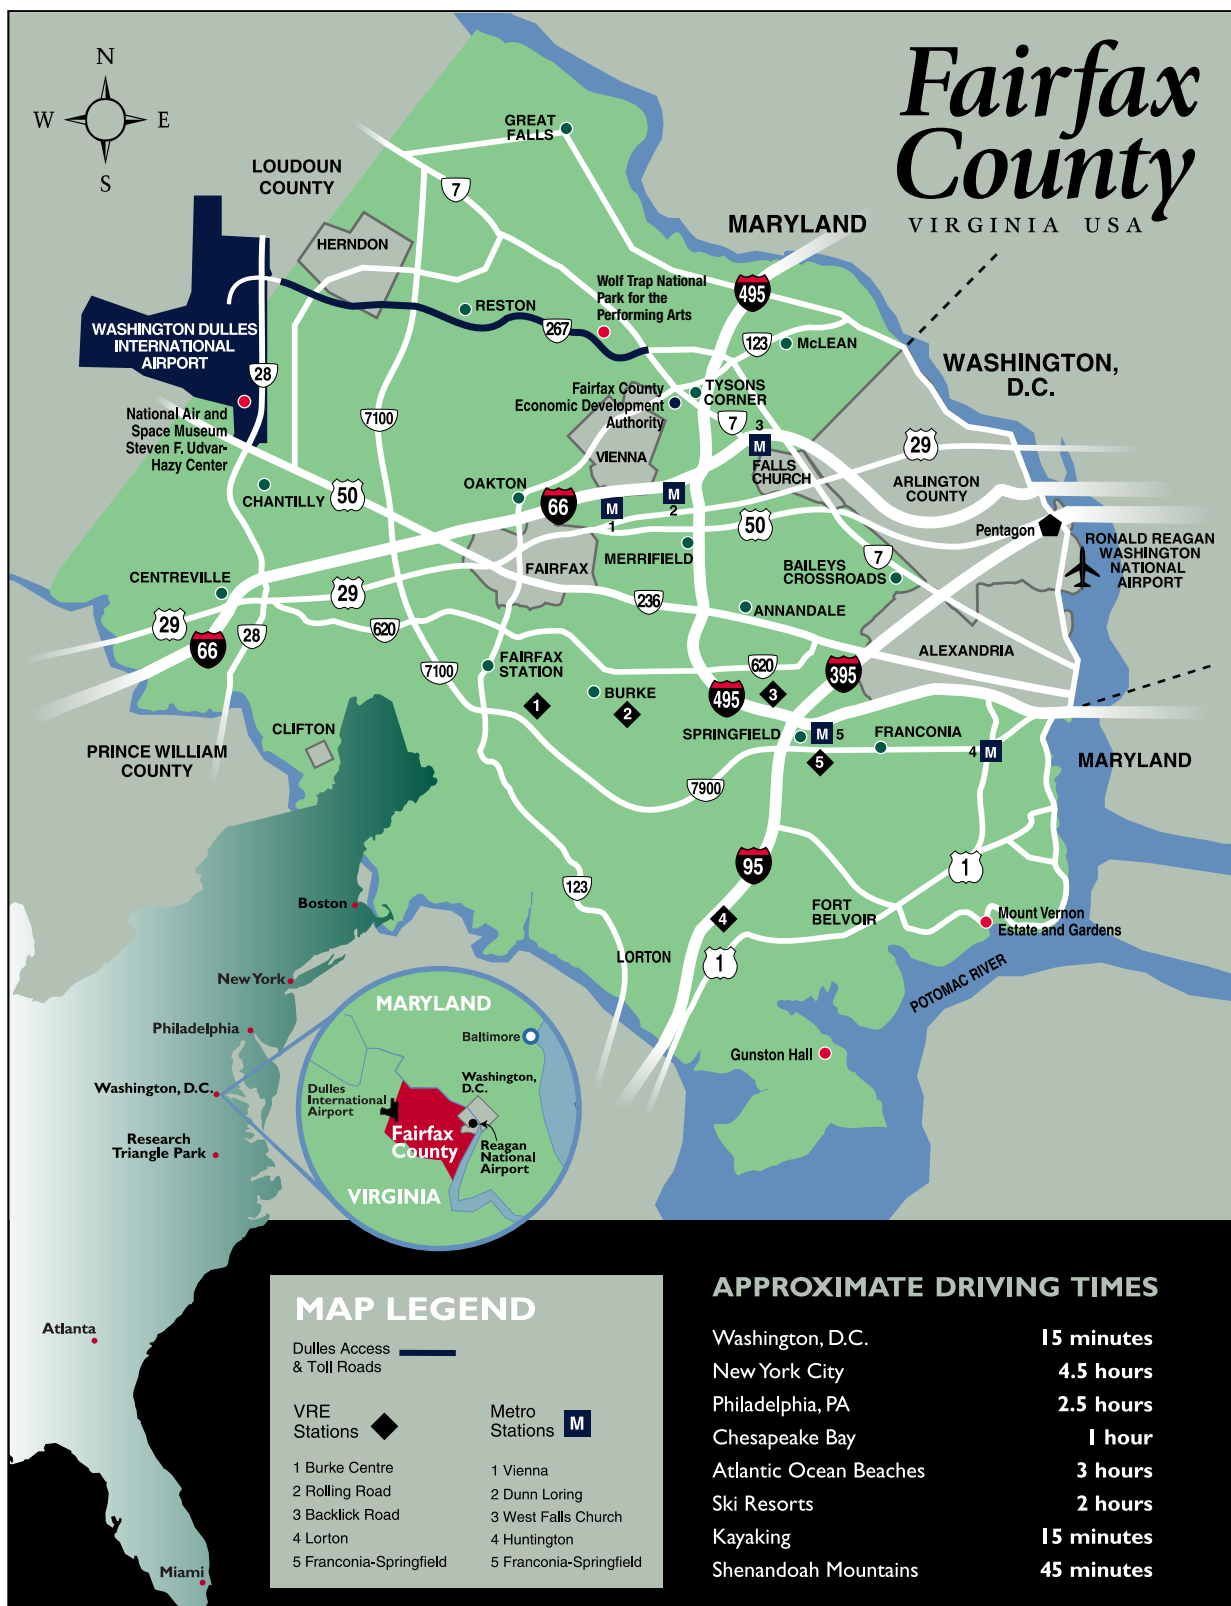 Fairfax
County
VIRGINIA USA
N
W
E
S
GREAT
FALLS
LOUDOUN
COUNTY
7
HERNDON
MARYLAND
495
Wolf Trap National
Park for the
Performing Arts
RESTON
267
WASHINGTON DULLES
INTERNATIONAL
AIRPORT
123
McLEAN
WASHINGTON,
D.C.
28
National Air and
Space Museum
Steven F. Udvar-
Hazy Center
Fairfax County
Economic Development
Authority
TYSONS
CORNER
7100
7
3
M
29
VIENNA
FALLS
CHURCH
CHANTILLY
50
OAKTON
66
M
1
M
2
ARLINGTON
COUNTY
50
Pentagon
RONALD REAGAN
WASHINGTON
NATIONAL
AIRPORT
MERRIFIELD
7
BAILEYS
CROSSROADS
FAIRFAX
CENTREVILLE
29
236
ANNANDALE
29
28
620
66
7100
FAIRFAX
STATION
620
395
ALEXANDRIA
BURKE
1
2
495
3
SPRINGFIELD
M
5
FRANCONIA
4
M
5
CLIFTON
PRINCE WILLIAM
COUNTY
MARYLAND
7900
95
1
123
FORT
BELVOIR
4
Mount Vernon
Estate and Gardens
LORTON
1
POTOMAC RIVER
Gunston Hall
Boston
New York
Philadelphia
Washington, D.C.
Research
Triangle Park
Atlanta
Miami
MARYLAND
Baltimore
Washington,
D.C.
Dulles
International
Airport
Fairfax
County
Reagan
National
Airport
VIRGINIA
MAP LEGEND
Dulles Access
& Toll Roads
VRE
Stations
1 Burke Centre
2 Rolling Road
3 Backlick Road
4 Lorton
5 Franconia-Springfield
Metro
Stations
M
1 Vienna
2 Dunn Loring
3 West Falls Church
4 Huntington
5 Franconia-Springfield
APPROXIMATE DRIVING TIMES
Washington, D.C. 15 minutes
New York City 4.5 hours
Philadelphia, PA 2.5 hours
Chesapeake Bay 1 hour
Atlantic Ocean Beaches 3 hours
Ski Resorts 2 hours
Kayaking 15 minutes
Shenandoah Mountains 45 minutes